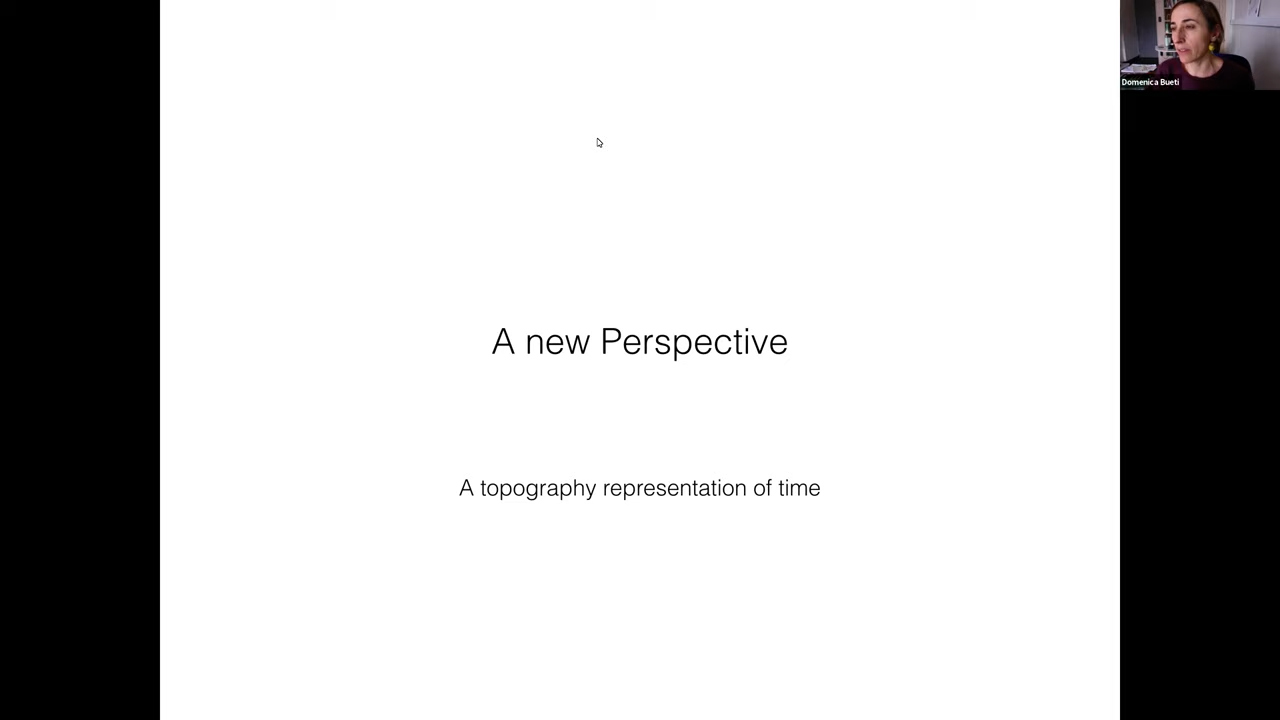 Domenica Bueti
A new Perspective
A topography representation of time